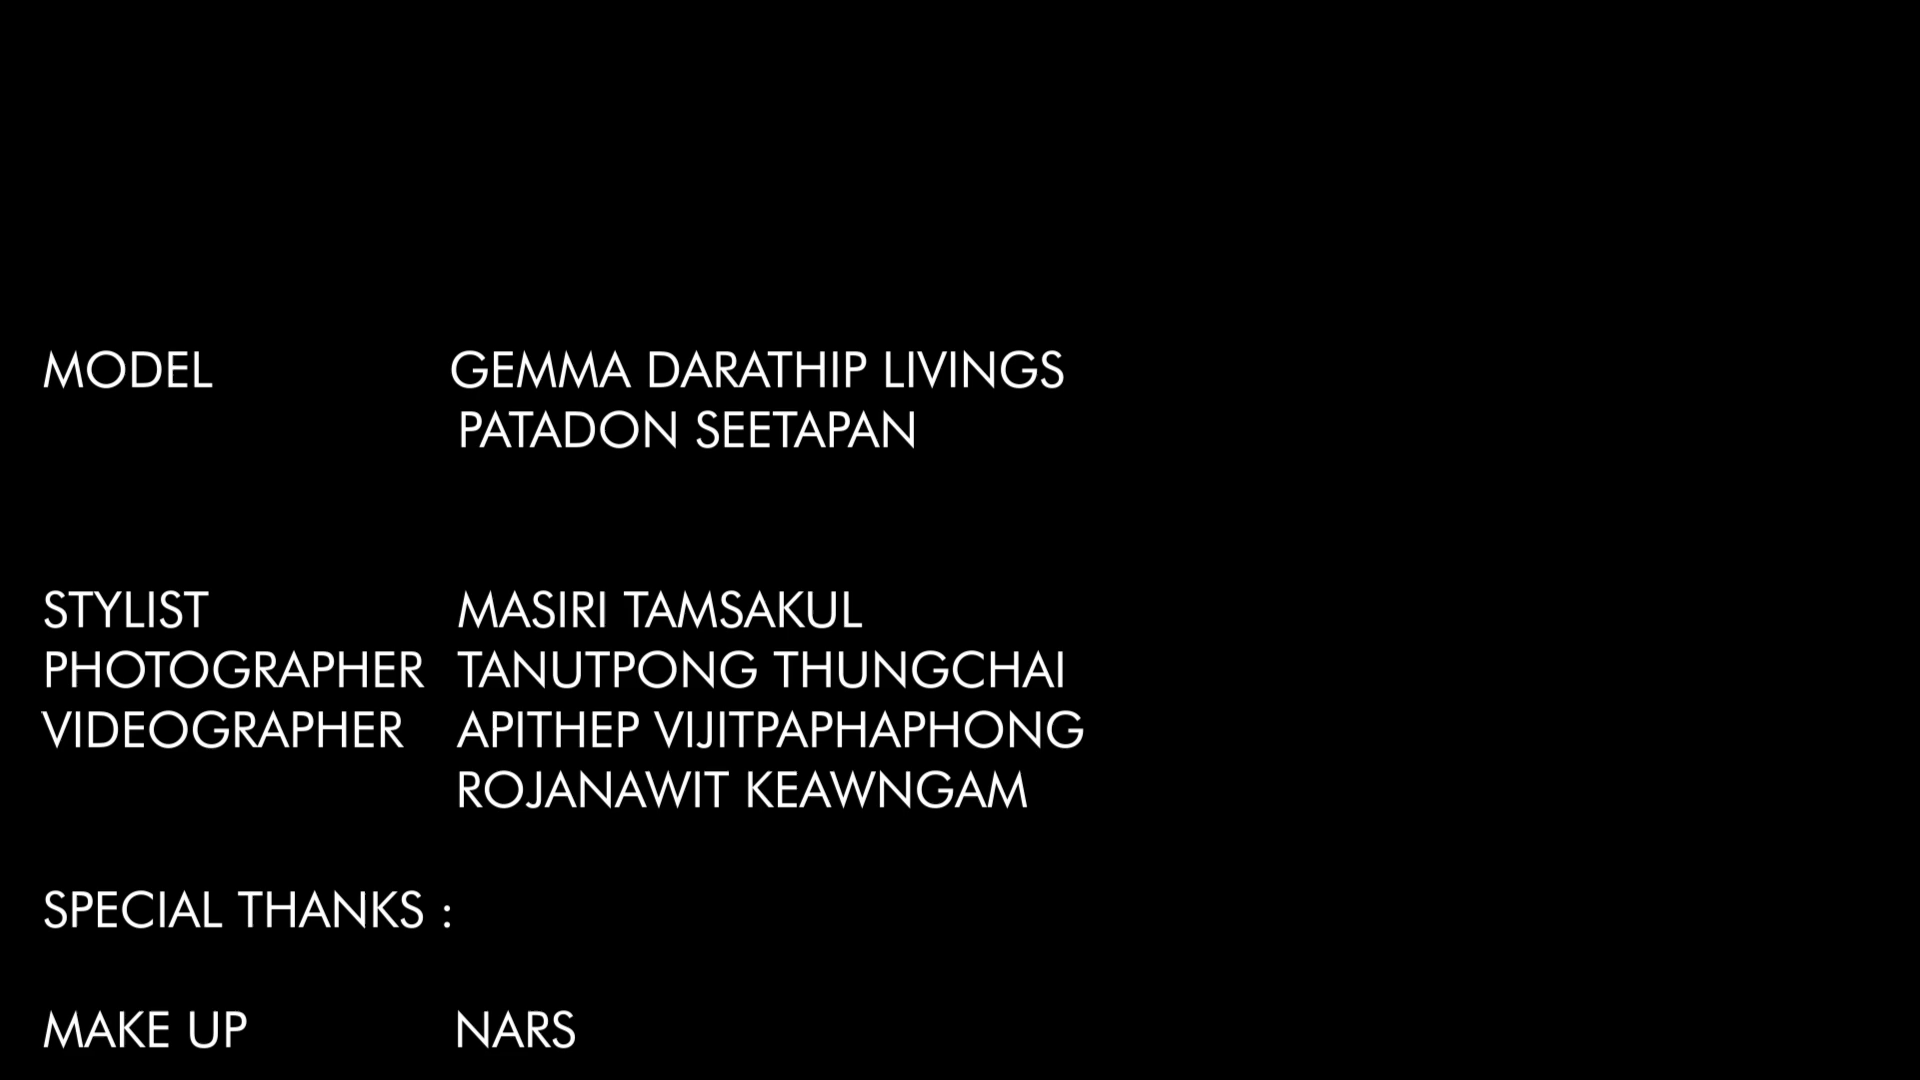 MODEL GEMMA DARATHIP LIVINGS
PATADON SEETAPAN
STYLIST MASIRI TAMSAKUL
PHOTOGRAPHER TANUTPONG THUNGCHAI
VIDEOGRAPHER APITHEP VIJITPAPHAPHONG
ROJANAWIT KEAWNGAM
SPECIAL THANKS :
MAKE UP NARS